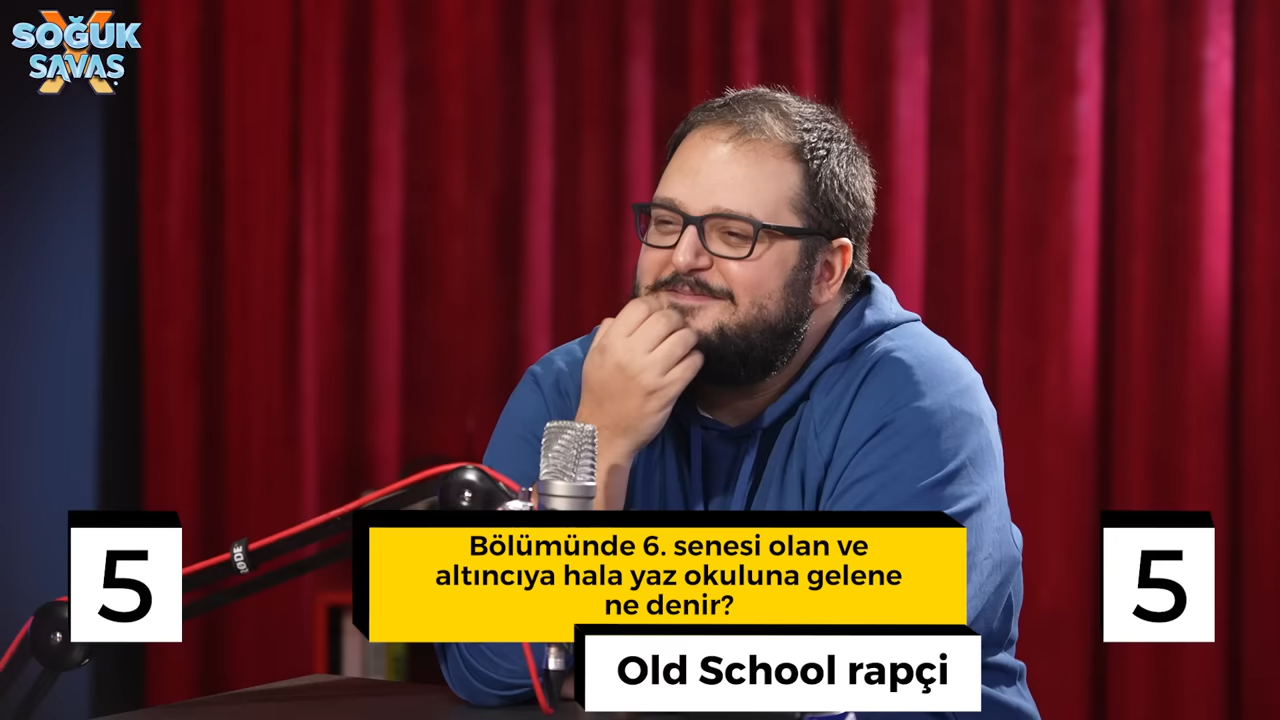 SOĞUK
SAVAŞ
RODE
5
Bölümünde 6. senesi olan ve
altıncıya hala yaz okuluna gelene
ne denir?
5
Old School rapçi